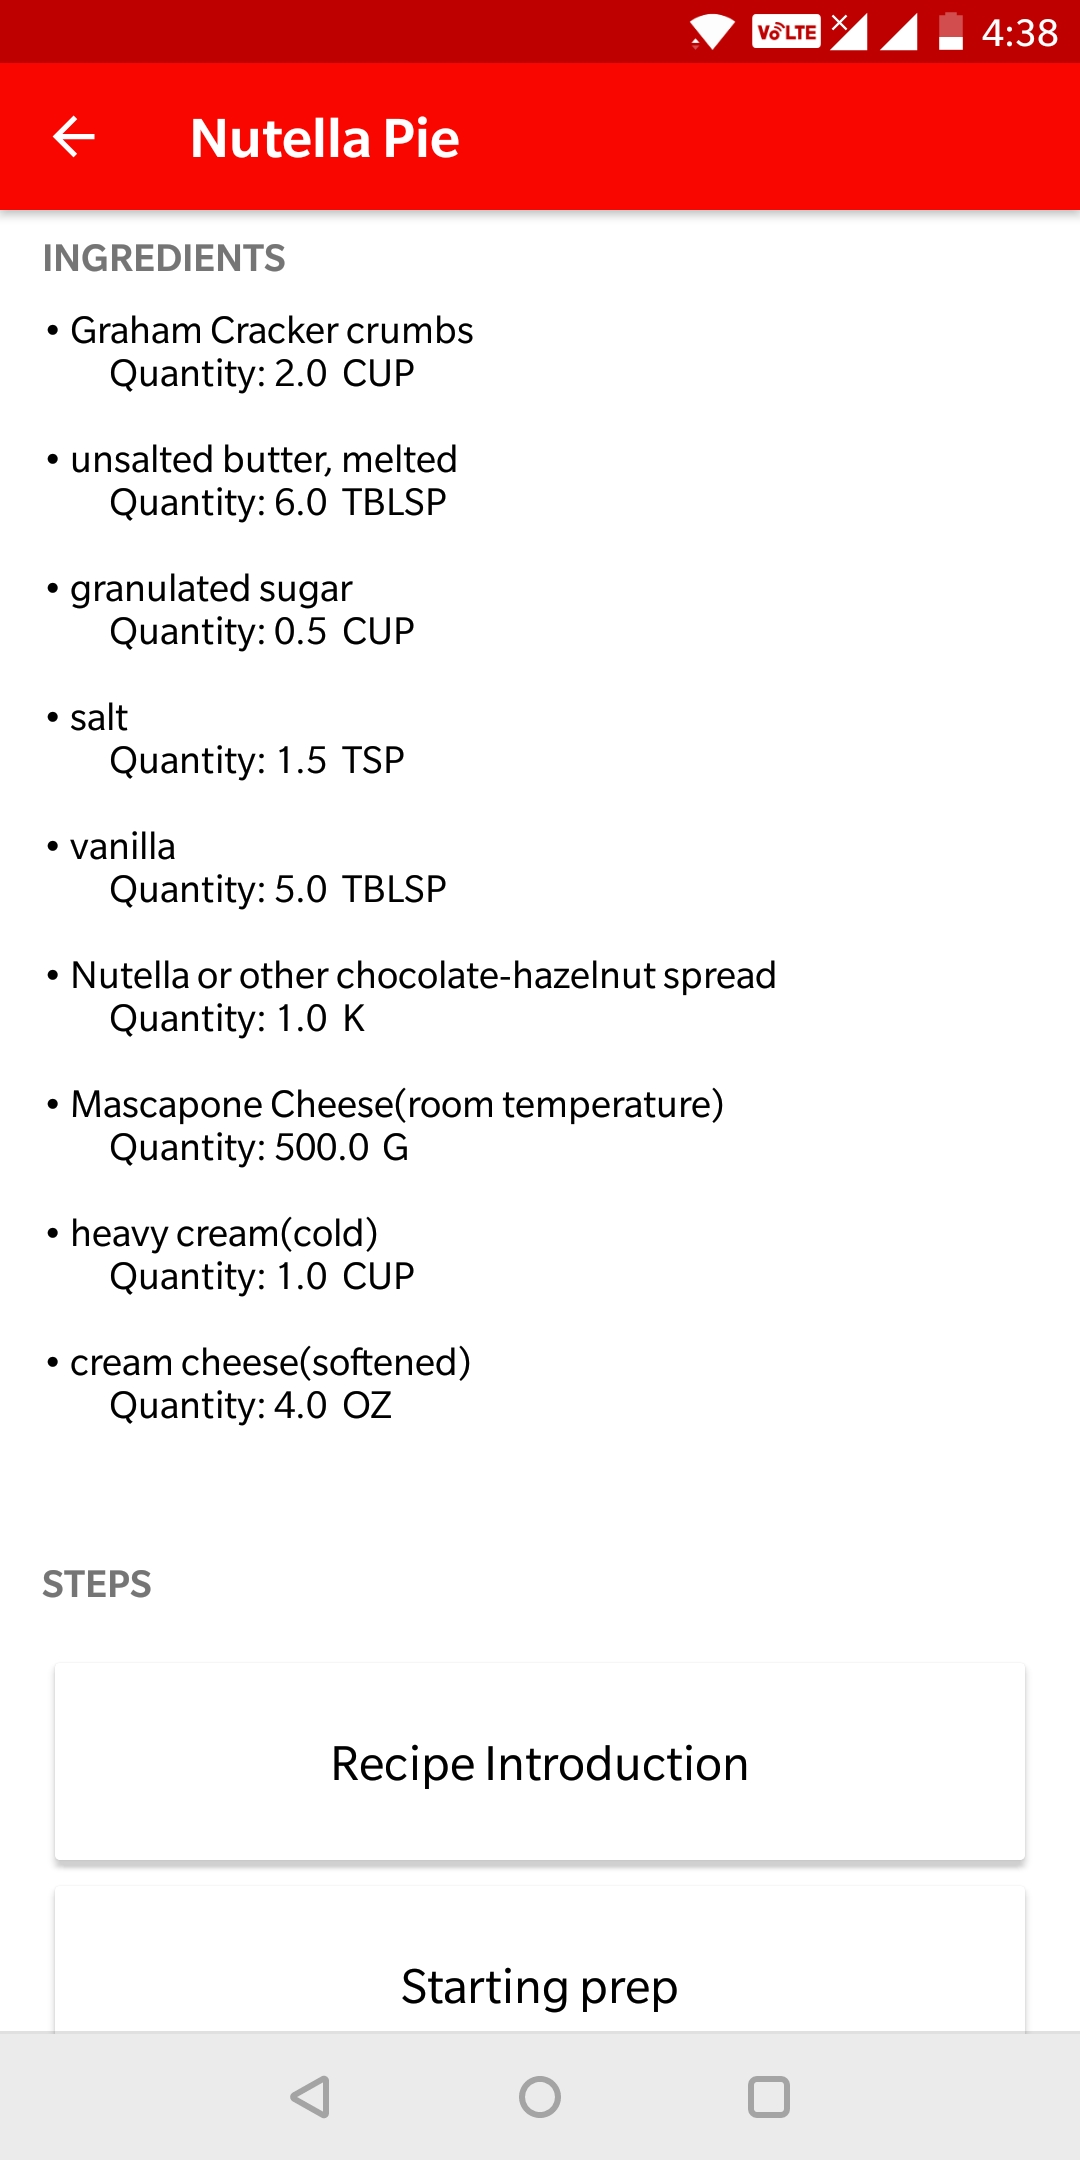 VoLTE 4:38
Nutella Pie
INGREDIENTS
• Graham Cracker crumbs
Quantity: 2.0 CUP
• unsalted butter, melted
Quantity: 6.0 TBLSP
• granulated sugar
Quantity: 0.5 CUP
• salt
Quantity: 1.5 TSP
• vanilla
Quantity: 5.0 TBLSP
• Nutella or other chocolate-hazelnut spread
Quantity: 1.0 K
• Mascapone Cheese(room temperature)
Quantity: 500.0 G
• heavy cream(cold)
Quantity: 1.0 CUP
• cream cheese(softened)
Quantity: 4.0 OZ
STEPS
Recipe Introduction
Starting prep